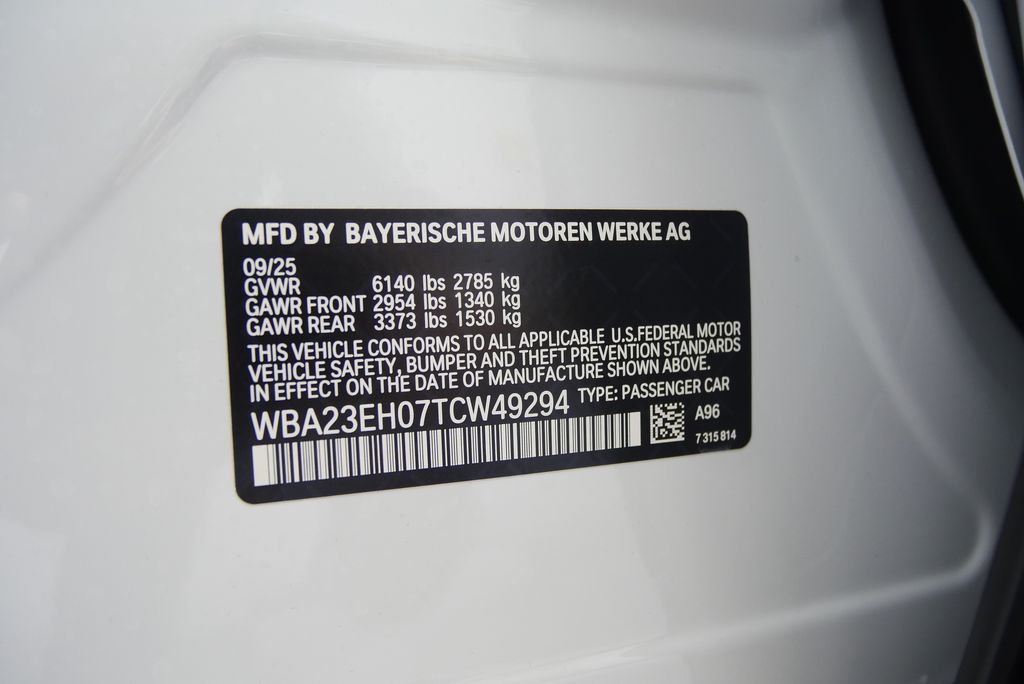 MFD BY BAYERISCHE MOTOREN WERKE AG
09/25
GVWR 6140 lbs 2785 kg
GAWR FRONT 2954 lbs 1340 kg
GAWR REAR 3373 lbs 1530 kg
THIS VEHICLE CONFORMS TO ALL APPLICABLE U.S.FEDERAL MOTOR
VEHICLE SAFETY, BUMPER AND THEFT PREVENTION STANDARDS
IN EFFECT ON THE DATE OF MANUFACTURE SHOWN ABOVE.
TYPE: PASSENGER CAR
WBA23EH07TCW49294
A96
7 315 814